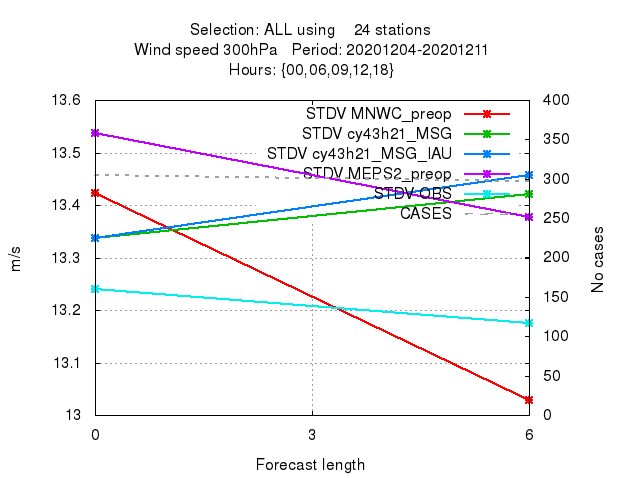 Selection: ALL using    24 stations
Wind speed 300hPa   Period: 20201204-20201211
Hours: {00,06,09,12,18}
STDV MNWC_preop
STDV cy43h21_MSG
STDV cy43h21_MSG_IAU
STDV MEPS2_preop
STDV OBS
CASES
13.6
13.5
13.4
13.3
13.2
13.1
13
400
350
300
250
200
150
100
50
0
m/s
No cases
0
3
6
Forecast length